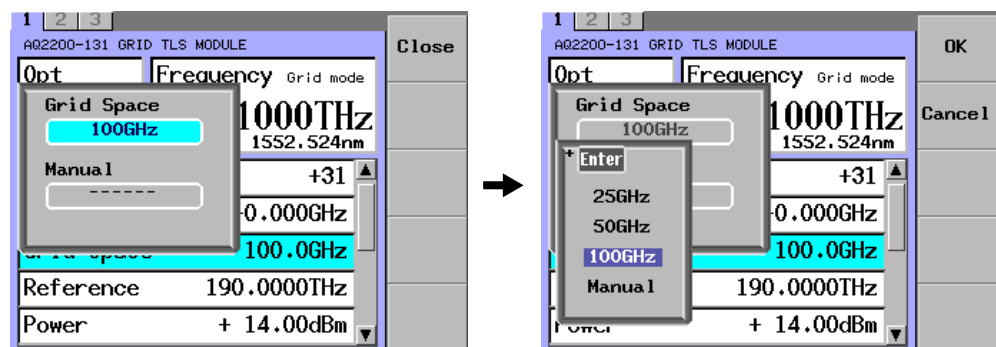 1 2 3
AQ2200-131 GRID TLS MODULE
Close
Opt
Frequency Grid mode
Grid Space
100GHz
1000THz
1552.524nm
Manual
------
+31
0.000GHz
Grid Space 100.0GHz
Reference 190.0000THz
Power + 14.00dBm
1 2 3
AQ2200-131 GRID TLS MODULE
OK
Opt
Frequency Grid mode
Grid Space
100GHz
1000THz
1552.524nm
Cancel
+ Enter
25GHz
50GHz
100GHz
Manual
+31
0.000GHz
100.0GHz
190.0000THz
Power + 14.00dBm